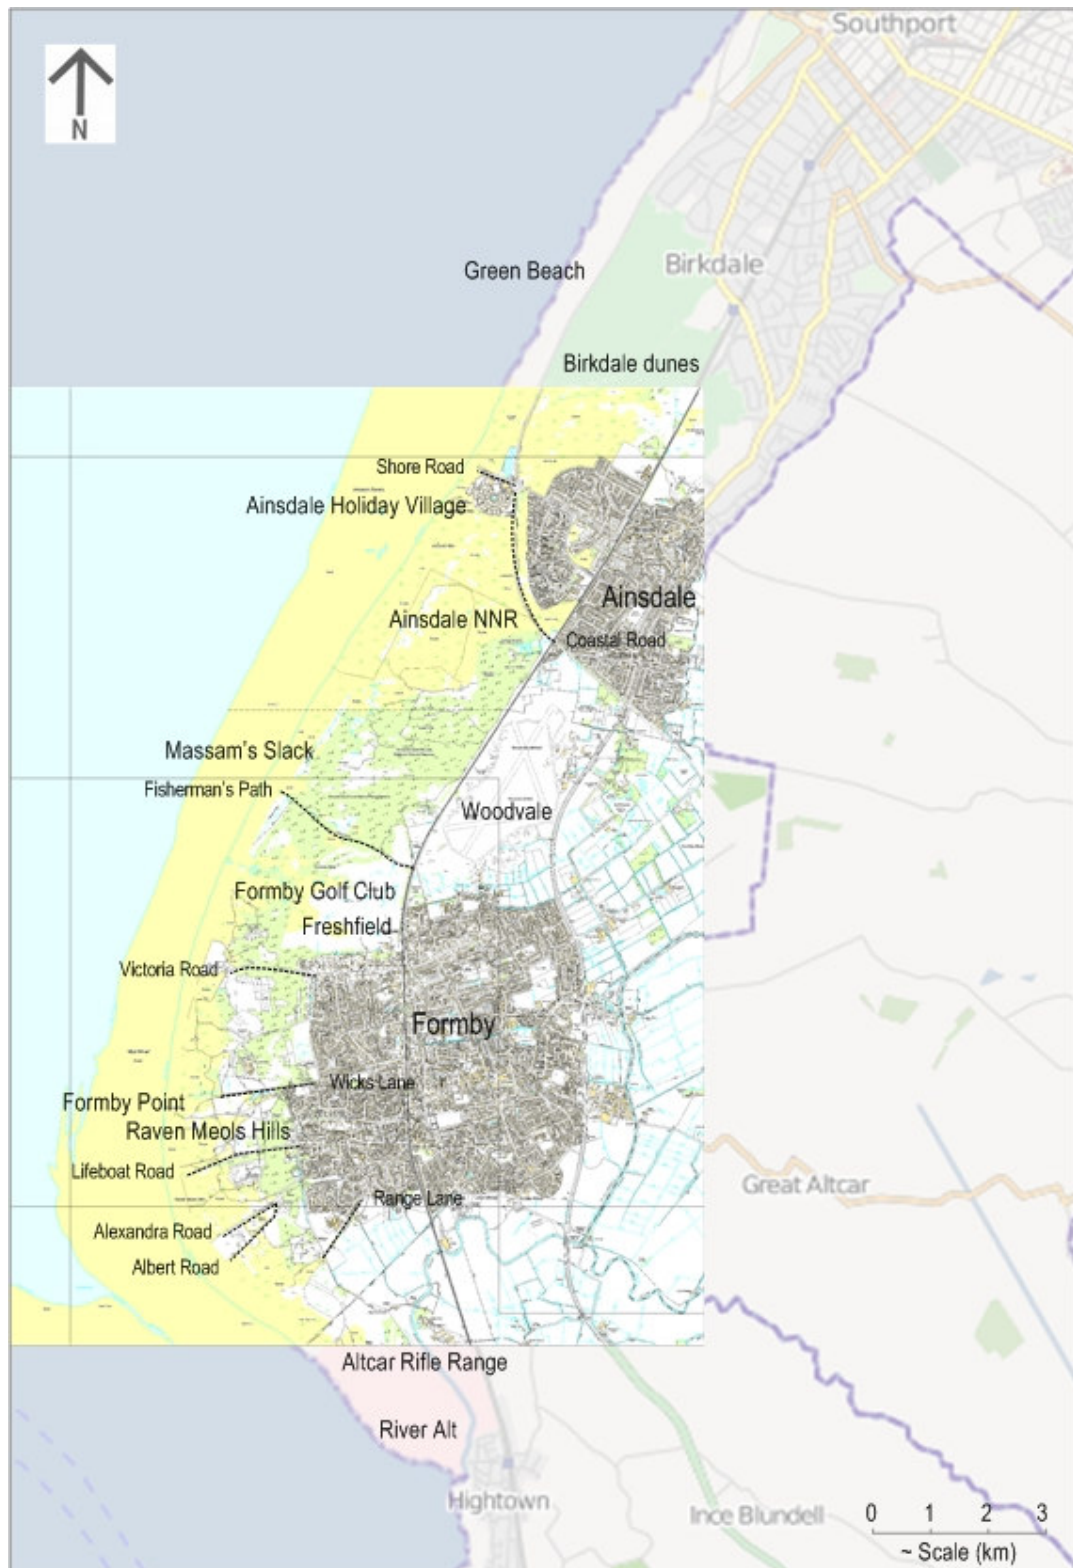 Southport
N
Green Beach
Birkdale
Birkdale dunes
Shore Road
Ainsdale Holiday Village
Ainsdale
Ainsdale NNR
Coastal Road
Massam's Slack
Fisherman's Path
Woodvale
Formby Golf Club
Freshfield
Victoria Road
Formby
Wicks Lane
Formby Point
Raven Meols Hills
Lifeboat Road
Great Altcar
Range Lane
Alexandra Road
Albert Road
Altcar Rifle Range
River Alt
Hightown
Ince Blundell
0 1 2 3
~ Scale (km)